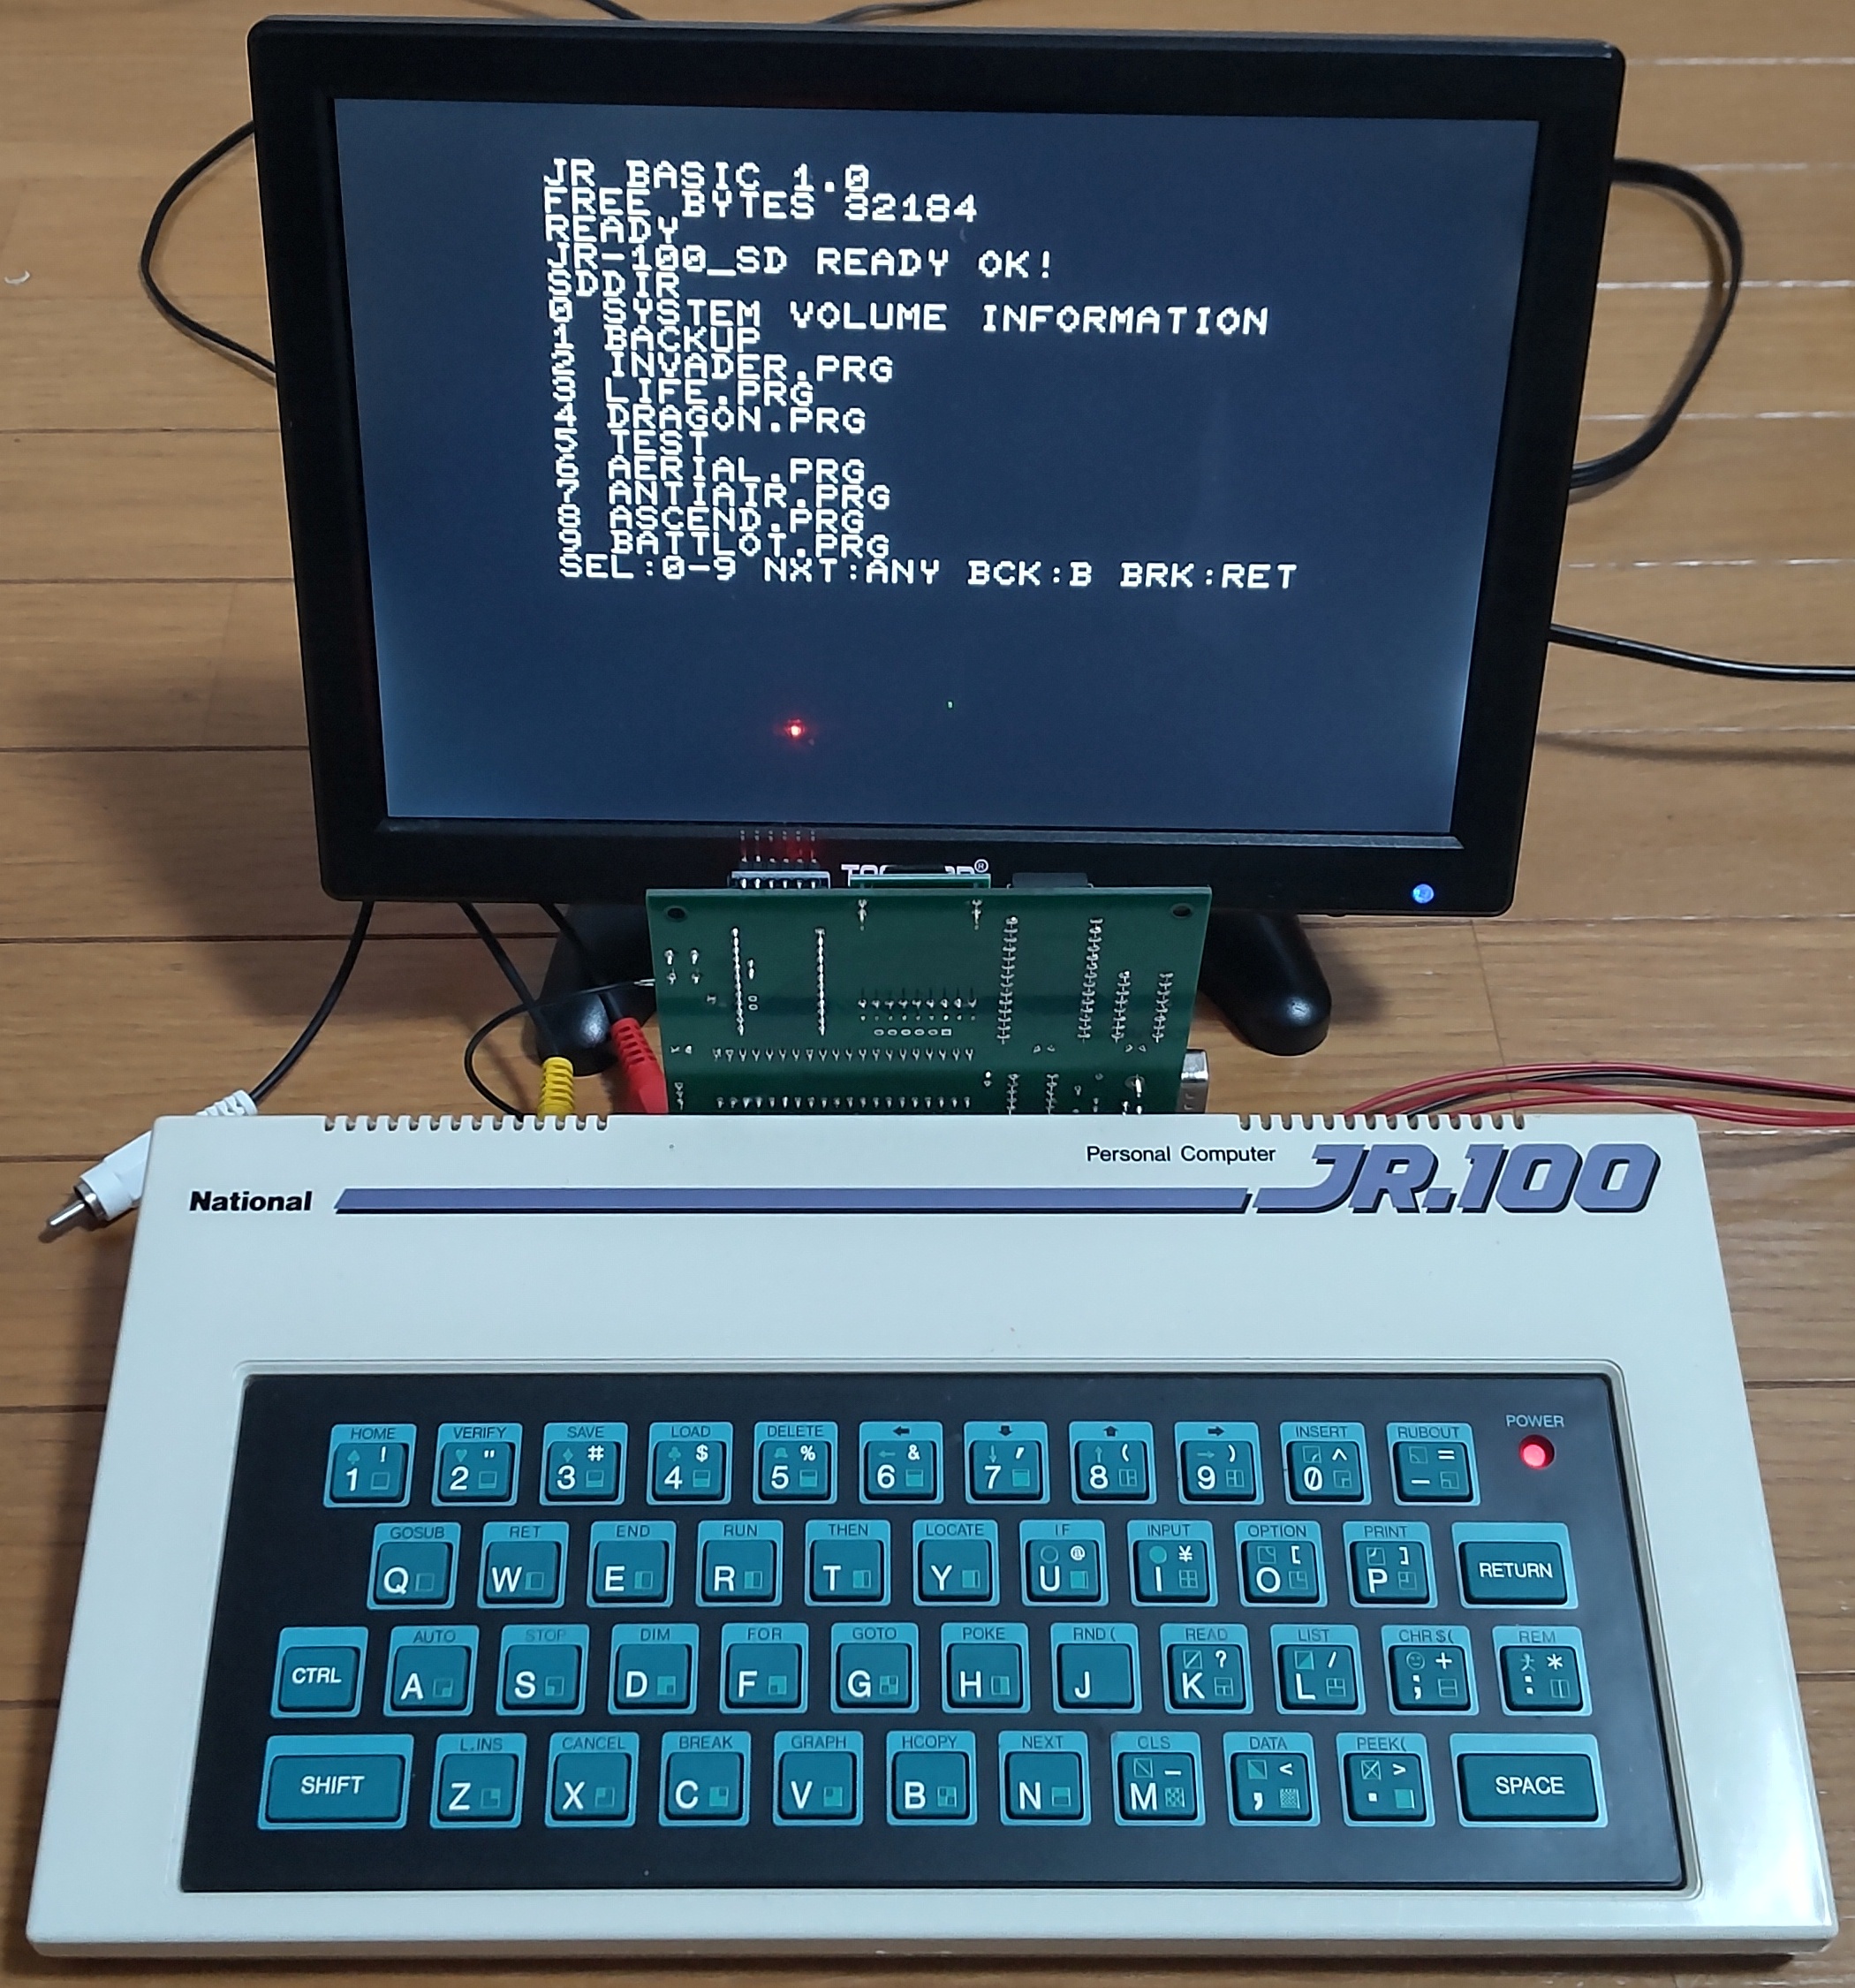 JR BASIC 1.0
FREE BYTES 32184
READY
JR-100_SD READY OK!
SDDIR
0 SYSTEM VOLUME INFORMATION
1 BACKUP
2 INVADER.PRG
3 LIFE.PRG
4 DRAGON.PRG
5 TEST
6 AERIAL.PRG
7 ANTIAIR.PRG
8 ASCEND.PRG
9 BATTLOT.PRG
SEL:0-9 NXT:ANY BCK:B BRK:RET
Personal Computer JR.100
National
POWER
HOME VERIFY SAVE LOAD DELETE INSERT RUBOUT
! " # $ % & ' ( ) ^ =
1 2 3 4 5 6 7 8 9 0 -
GOSUB RET END RUN THEN LOCATE IF INPUT OPTION PRINT
@ ¥ [ ]
Q W E R T Y U I O P RETURN
AUTO STOP DIM FOR GOTO POKE RND( READ LIST CHR$( REM
? / + *
CTRL A S D F G H J K L ; :
L.INS CANCEL BREAK GRAPH HCOPY NEXT CLS DATA PEEK(
_ < >
SHIFT Z X C V B N M , . SPACE